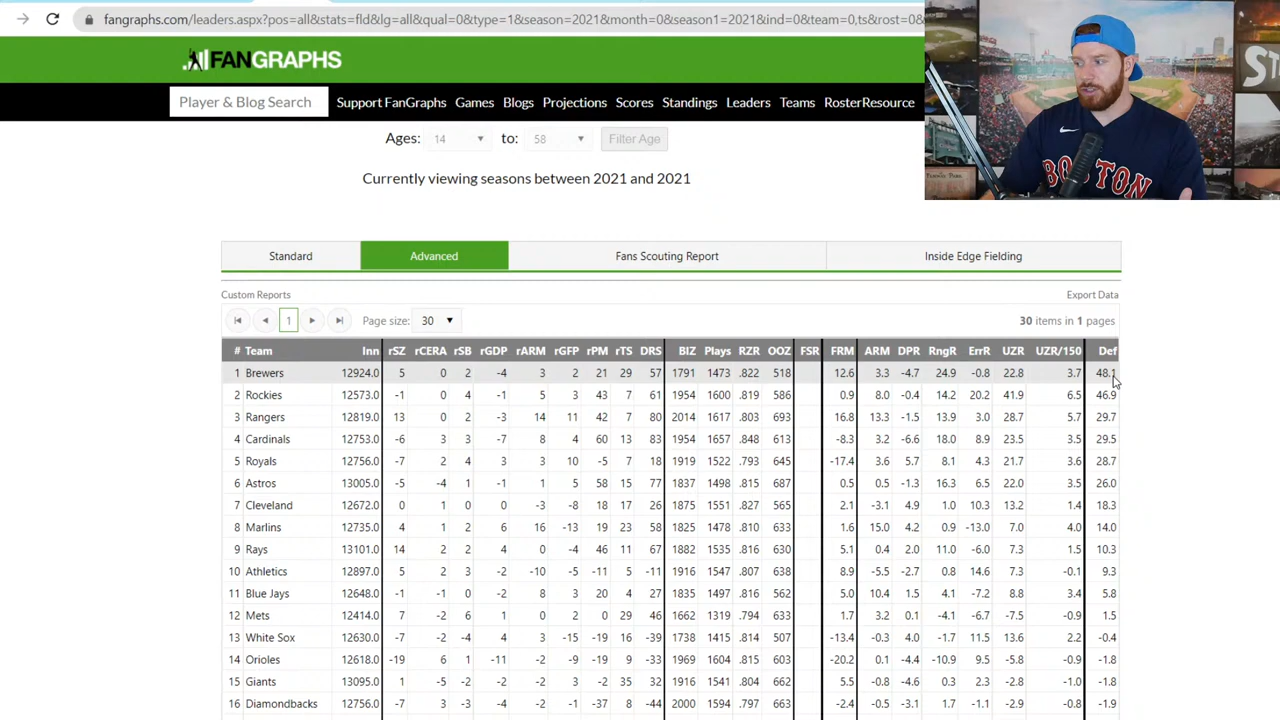 fangraphs.com/leaders.aspx?pos=all&stats=fld&lg=all&qual=0&type=1&season=2021&month=0&season1=2021&ind=0&team=0,ts&rost=0&
FANGRAPHS
Player & Blog Search Support FanGraphs Games Blogs Projections Scores Standings Leaders Teams RosterResource
Ages: 14 to: 58 Filter Age
Currently viewing seasons between 2021 and 2021
Standard Advanced Fans Scouting Report Inside Edge Fielding
Custom Reports Export Data
1 Page size: 30 30 items in 1 pages
# Team Inn rSZ rCERA rSB rGDP rARM rGFP rPM rTS DRS BIZ Plays RZR OOZ FSR FRM ARM DPR RngR ErrR UZR UZR/150 Def
1 Brewers 12924.0 5 0 2 -4 3 2 21 29 57 1791 1473 .822 518 12.6 3.3 -4.7 24.9 -0.8 22.8 3.7 48.1
2 Rockies 12573.0 -1 0 4 -1 5 3 43 7 61 1954 1600 .819 586 0.9 8.0 -0.4 14.2 20.2 41.9 6.5 46.9
3 Rangers 12819.0 13 0 2 -3 14 11 42 7 80 2014 1617 .803 693 16.8 13.3 -1.5 13.9 3.0 28.7 5.7 29.7
4 Cardinals 12753.0 -6 3 3 -7 8 4 60 13 83 1954 1657 .848 613 -8.3 3.2 -6.6 18.0 8.9 23.5 3.5 29.5
5 Royals 12756.0 -7 2 4 3 3 10 -5 7 18 1919 1522 .793 645 -17.4 3.6 5.7 8.1 4.3 21.7 3.6 28.7
6 Astros 13005.0 -5 -4 1 -1 1 5 58 15 77 1837 1498 .815 687 0.5 0.5 -1.3 16.3 6.5 22.0 3.5 26.0
7 Cleveland 12672.0 0 1 0 0 -3 -8 18 17 26 1875 1551 .827 565 2.1 -3.1 4.9 1.0 10.3 13.2 1.4 18.3
8 Marlins 12735.0 4 1 2 6 16 -13 19 23 58 1825 1478 .810 633 1.6 15.0 4.2 0.9 -13.0 7.0 4.0 14.0
9 Rays 13101.0 14 2 2 4 0 -4 46 11 67 1882 1535 .816 630 5.1 0.4 2.0 11.0 -6.0 7.3 1.5 10.3
10 Athletics 12897.0 5 2 3 -2 -10 -5 -11 5 -11 1916 1547 .807 638 8.9 -5.5 -2.7 0.8 14.6 7.3 -0.1 9.3
11 Blue Jays 12648.0 -1 -1 0 -2 8 3 20 4 27 1835 1497 .816 562 5.0 10.4 1.5 4.1 -7.2 8.8 3.4 5.8
12 Mets 12414.0 7 -2 6 1 0 2 0 29 46 1662 1319 .794 633 1.7 3.2 0.1 -4.1 -6.7 -7.5 -0.9 1.5
13 White Sox 12630.0 -7 -2 -4 4 3 -15 -19 16 -39 1738 1415 .814 507 -13.4 -0.3 4.0 -1.7 11.5 13.6 2.2 -0.4
14 Orioles 12618.0 -19 6 1 -11 -2 -9 -19 9 -33 1969 1604 .815 603 -20.2 0.1 -4.4 -10.9 9.5 -5.8 -0.9 -1.8
15 Giants 13095.0 1 -5 -2 -2 2 -2 2 35 32 1916 1541 .804 662 5.5 -0.8 -4.6 0.3 2.3 -2.8 -1.0 -1.8
16 Diamondbacks 12756.0 -7 3 -3 -4 -2 -1 -37 8 -44 2000 1594 .797 663 -2.4 -0.5 -3.1 1.7 -1.1 -2.9 -0.8 -1.9
BOSTON